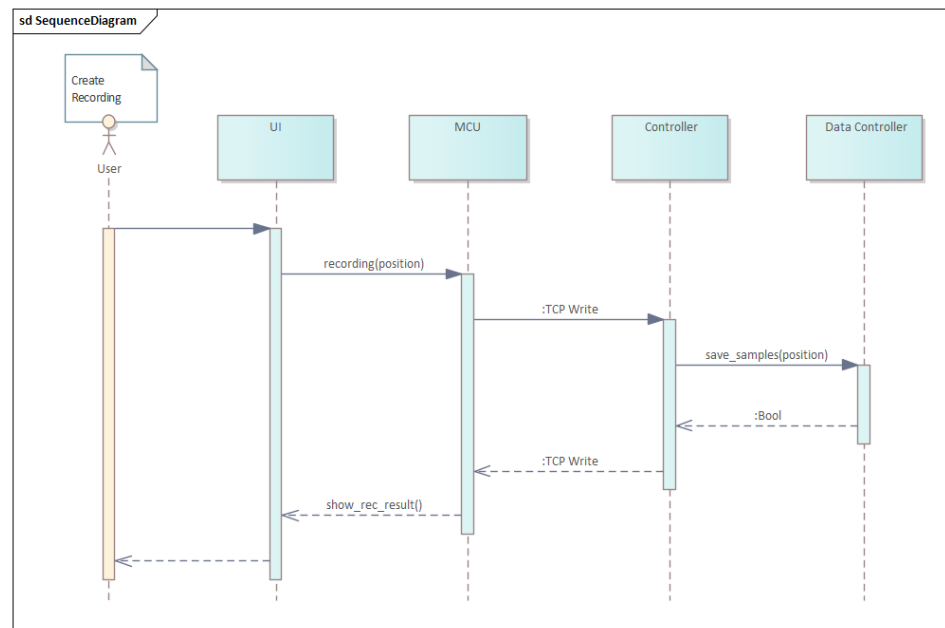 sd SequenceDiagram
Create
Recording
User
UI
MCU
Controller
Data Controller
recording(position)
:TCP Write
save_samples(position)
:Bool
:TCP Write
show_rec_result()